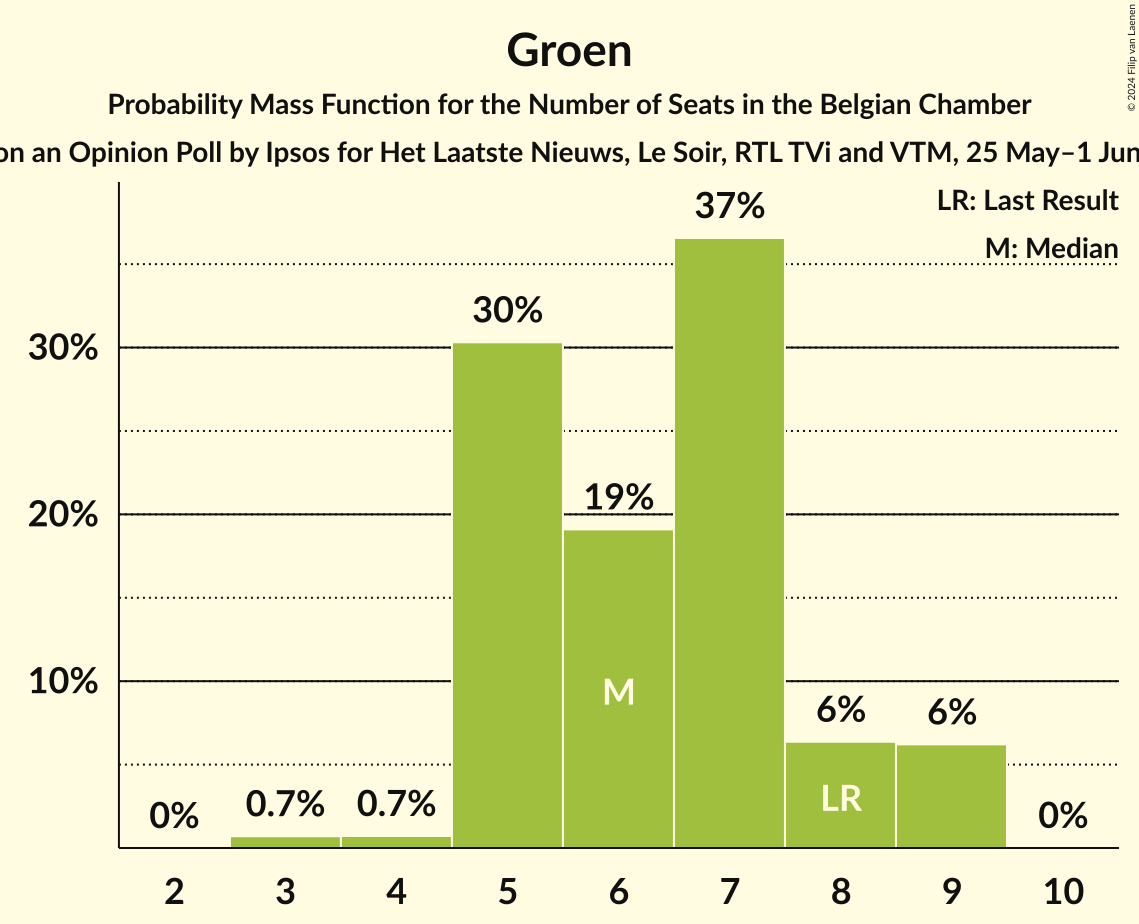 Groen
Probability Mass Function for the Number of Seats in the Belgian Chamber
on an Opinion Poll by Ipsos for Het Laatste Nieuws, Le Soir, RTL TVi and VTM, 25 May–1 Jun
© 2024 Filip van Laenen
LR: Last Result
M: Median
37%
30%
30%
19%
20%
10%
M
6%
6%
LR
0%
0.7%
0.7%
0%
2 3 4 5 6 7 8 9 10